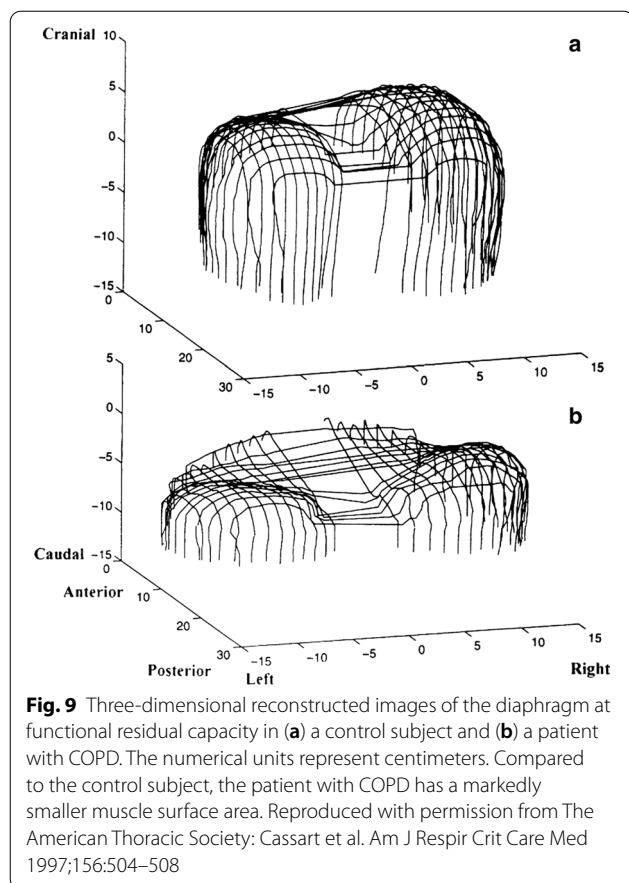 Cranial 10
a
5
0
−5
−10
−15
0
10
20
30
−15 −10 −5 0 5 10 15
5
b
0
−5
−10
Caudal −15
0
Anterior 10
20
Posterior 30
−15 −10 −5 0 5 10 15
Left Right
Fig. 9 Three-dimensional reconstructed images of the diaphragm at
functional residual capacity in (a) a control subject and (b) a patient
with COPD. The numerical units represent centimeters. Compared
to the control subject, the patient with COPD has a markedly
smaller muscle surface area. Reproduced with permission from The
American Thoracic Society: Cassart et al. Am J Respir Crit Care Med
1997;156:504–508